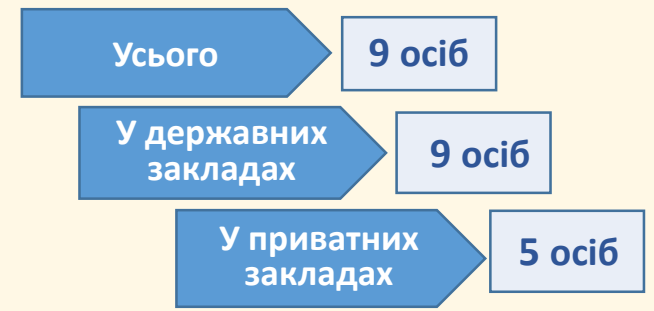 Усього
9 осіб
У державних
закладах
9 осіб
У приватних
закладах
5 осіб